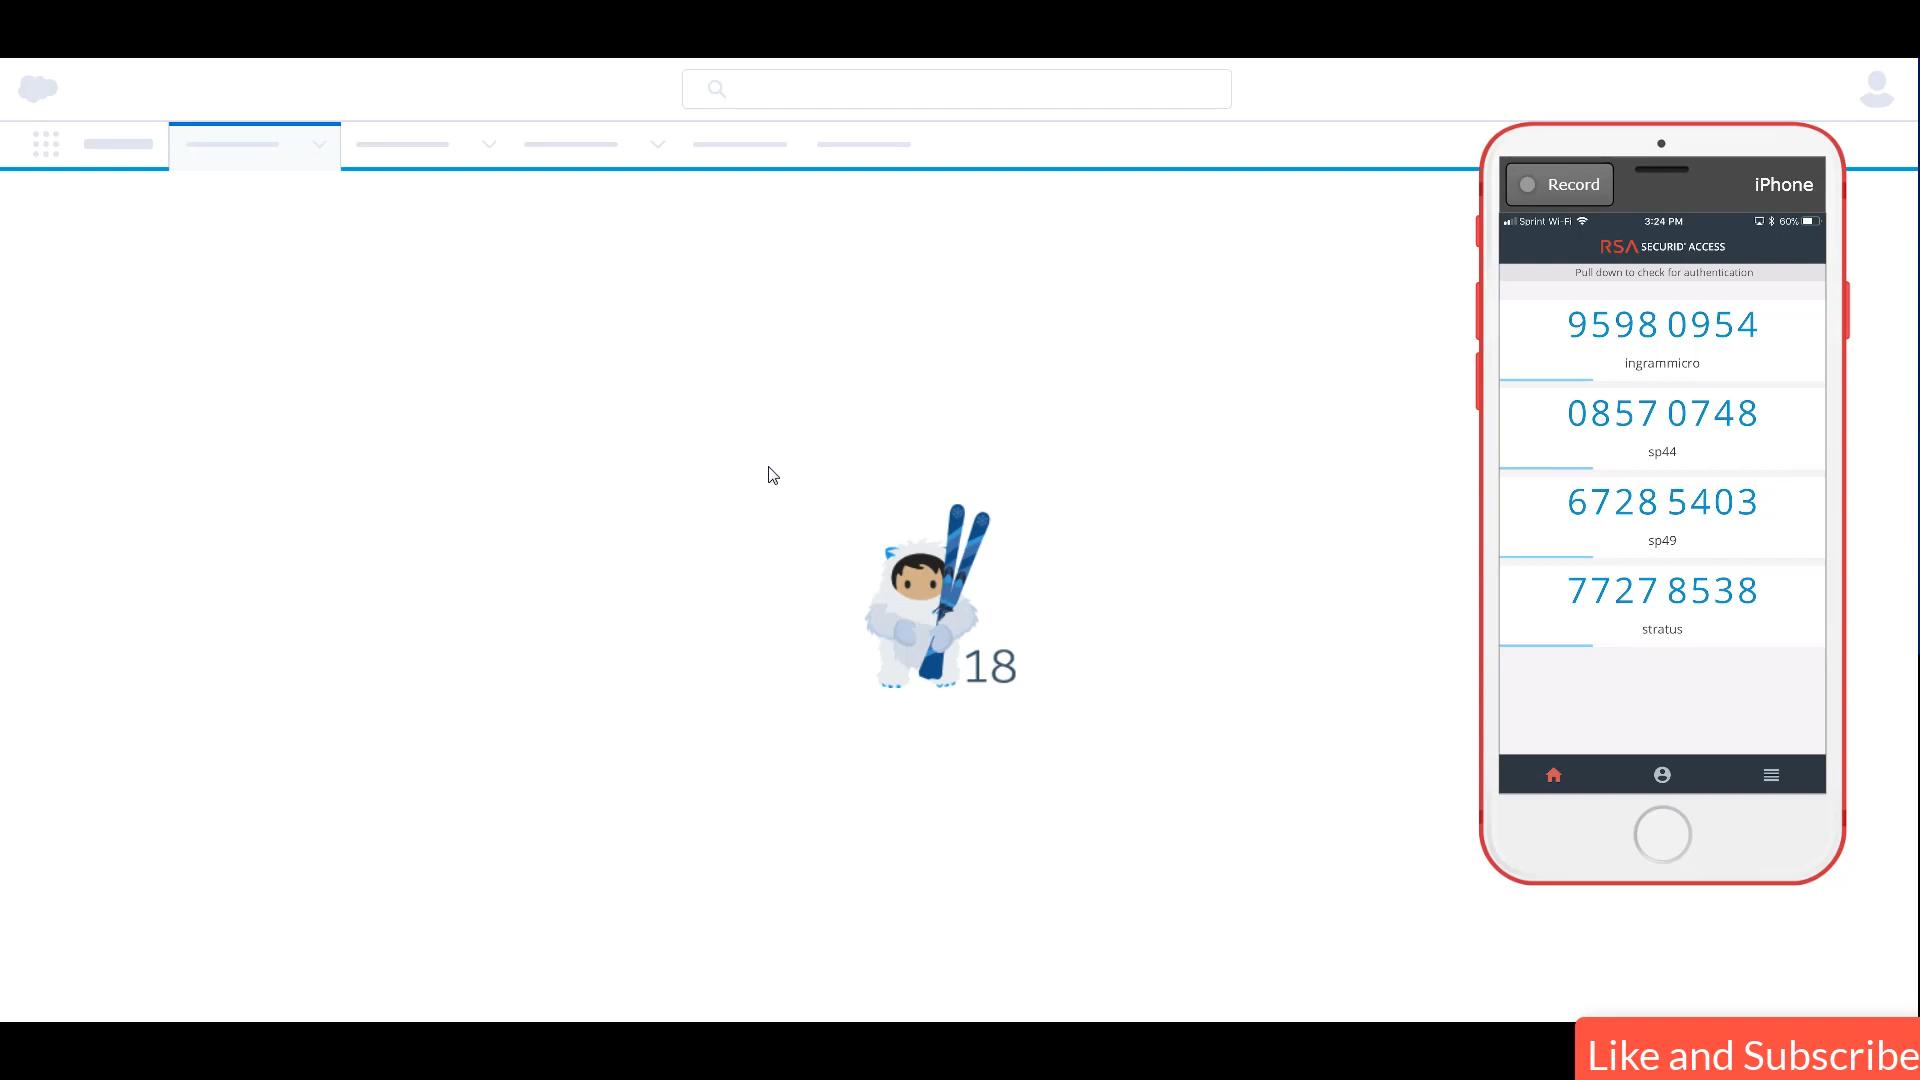 Record
iPhone
Sprint Wi-Fi 3:24 PM 60%
RSA SECURID® ACCESS
Pull down to check for authentication
9598 0954
ingrammicro
0857 0748
sp44
6728 5403
sp49
7727 8538
stratus
18
Like and Subscribe